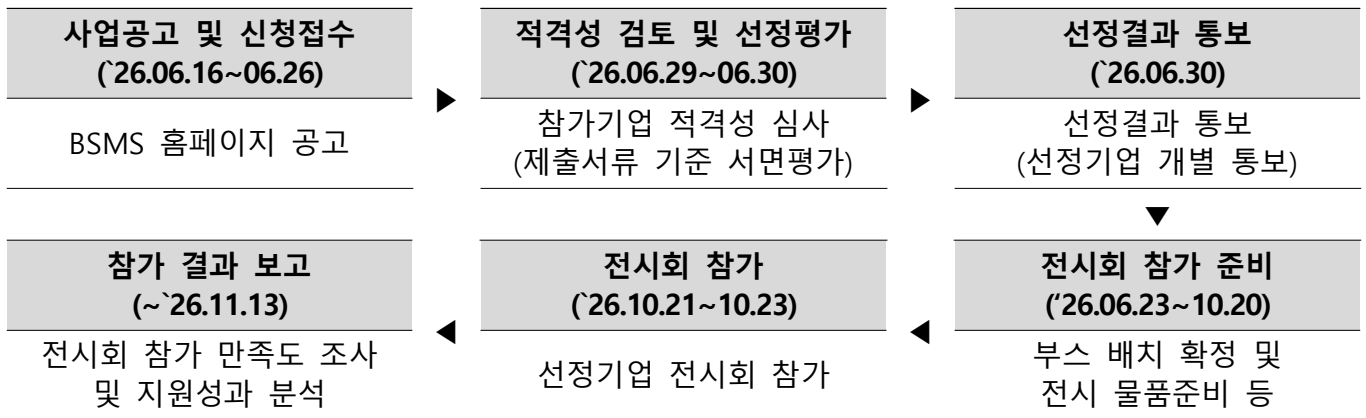 사업공고 및 신청접수
(`26.06.16~06.26)
BSMS 홈페이지 공고
적격성 검토 및 선정평가
(`26.06.29~06.30)
참가기업 적격성 심사
(제출서류 기준 서면평가)
선정결과 통보
(`26.06.30)
선정결과 통보
(선정기업 개별 통보)
전시회 참가 준비
(‘26.06.23~10.20)
부스 배치 확정 및
전시 물품준비 등
전시회 참가
(`26.10.21~10.23)
선정기업 전시회 참가
참가 결과 보고
(~`26.11.13)
전시회 참가 만족도 조사
및 지원성과 분석